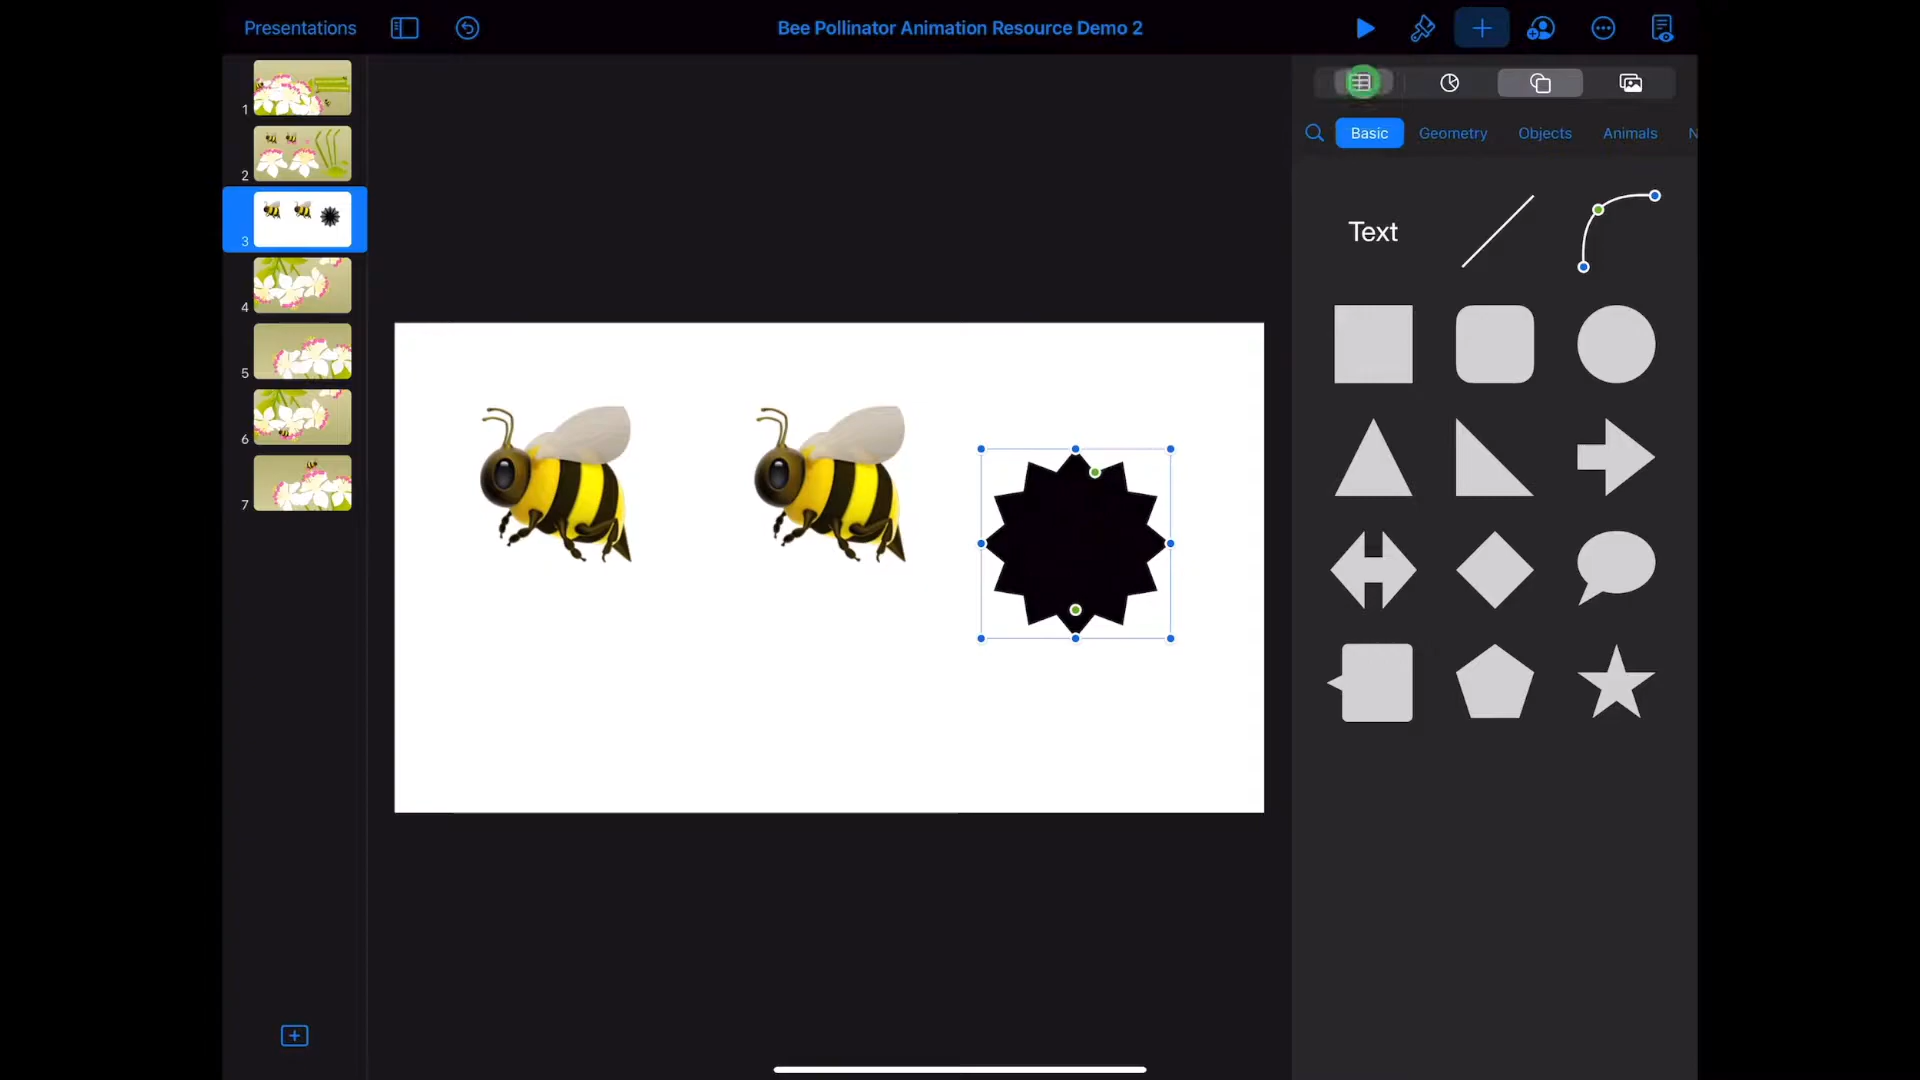 Presentations
Bee Pollinator Animation Resource Demo 2
1
2
3
4
5
6
7
Basic
Geometry
Objects
Animals
N
Text